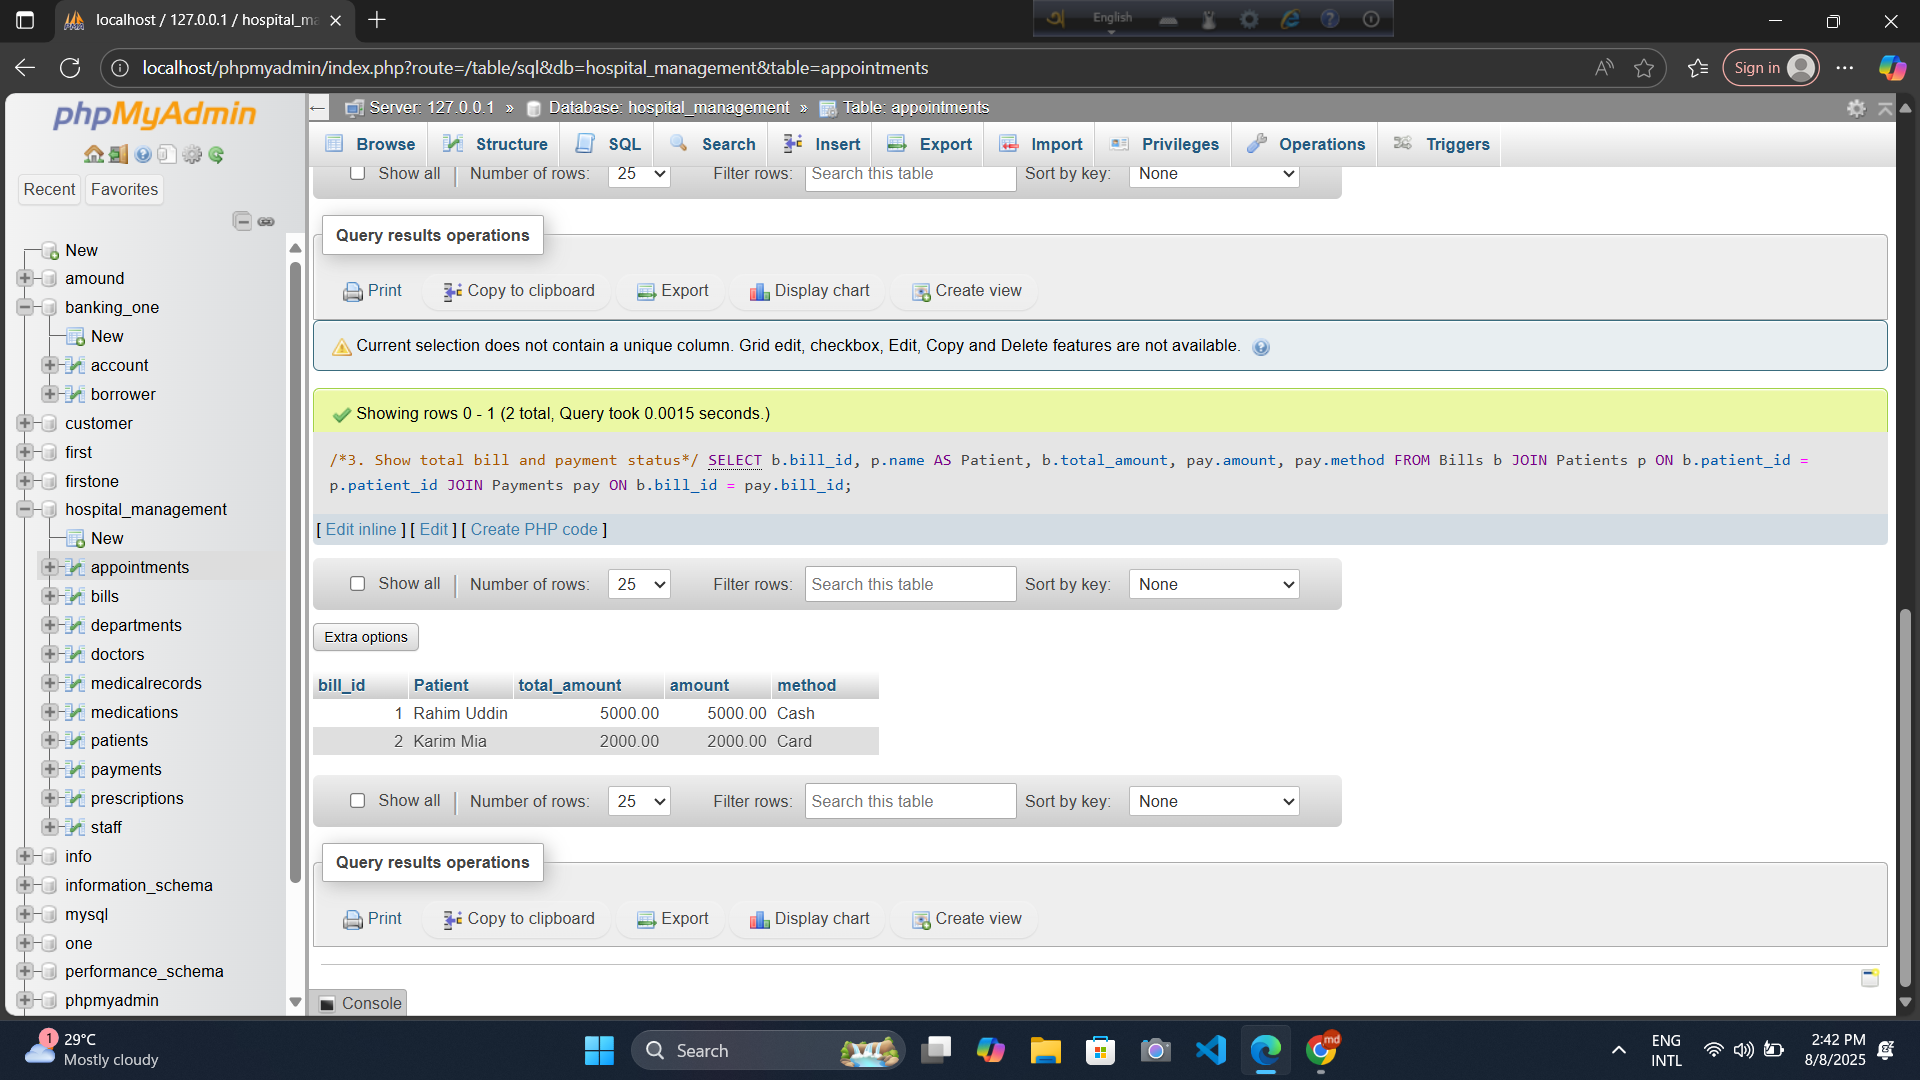 localhost / 127.0.0.1 / hospital_ma
English
localhost/phpmyadmin/index.php?route=/table/sql&db=hospital_management&table=appointments
Sign in
phpMyAdmin
Recent
Favorites
New
amound
banking_one
New
account
borrower
customer
first
firstone
hospital_management
New
appointments
bills
departments
doctors
medicalrecords
medications
patients
payments
prescriptions
staff
info
information_schema
mysql
one
performance_schema
phpmyadmin
Server: 127.0.0.1 » Database: hospital_management » Table: appointments
Browse Structure SQL Search Insert Export Import Privileges Operations Triggers
Show all Number of rows: 25 Filter rows: Search this table Sort by key: None
Query results operations
Print Copy to clipboard Export Display chart Create view
Current selection does not contain a unique column. Grid edit, checkbox, Edit, Copy and Delete features are not available.
Showing rows 0 - 1 (2 total, Query took 0.0015 seconds.)
/*3. Show total bill and payment status*/ SELECT b.bill_id, p.name AS Patient, b.total_amount, pay.amount, pay.method FROM Bills b JOIN Patients p ON b.patient_id =
p.patient_id JOIN Payments pay ON b.bill_id = pay.bill_id;
[ Edit inline ] [ Edit ] [ Create PHP code ]
Show all Number of rows: 25 Filter rows: Search this table Sort by key: None
Extra options
bill_id Patient total_amount amount method
1 Rahim Uddin 5000.00 5000.00 Cash
2 Karim Mia 2000.00 2000.00 Card
Show all Number of rows: 25 Filter rows: Search this table Sort by key: None
Query results operations
Print Copy to clipboard Export Display chart Create view
Console
1
29°C
Mostly cloudy
Search
md
ENG
INTL
2:42 PM
8/8/2025